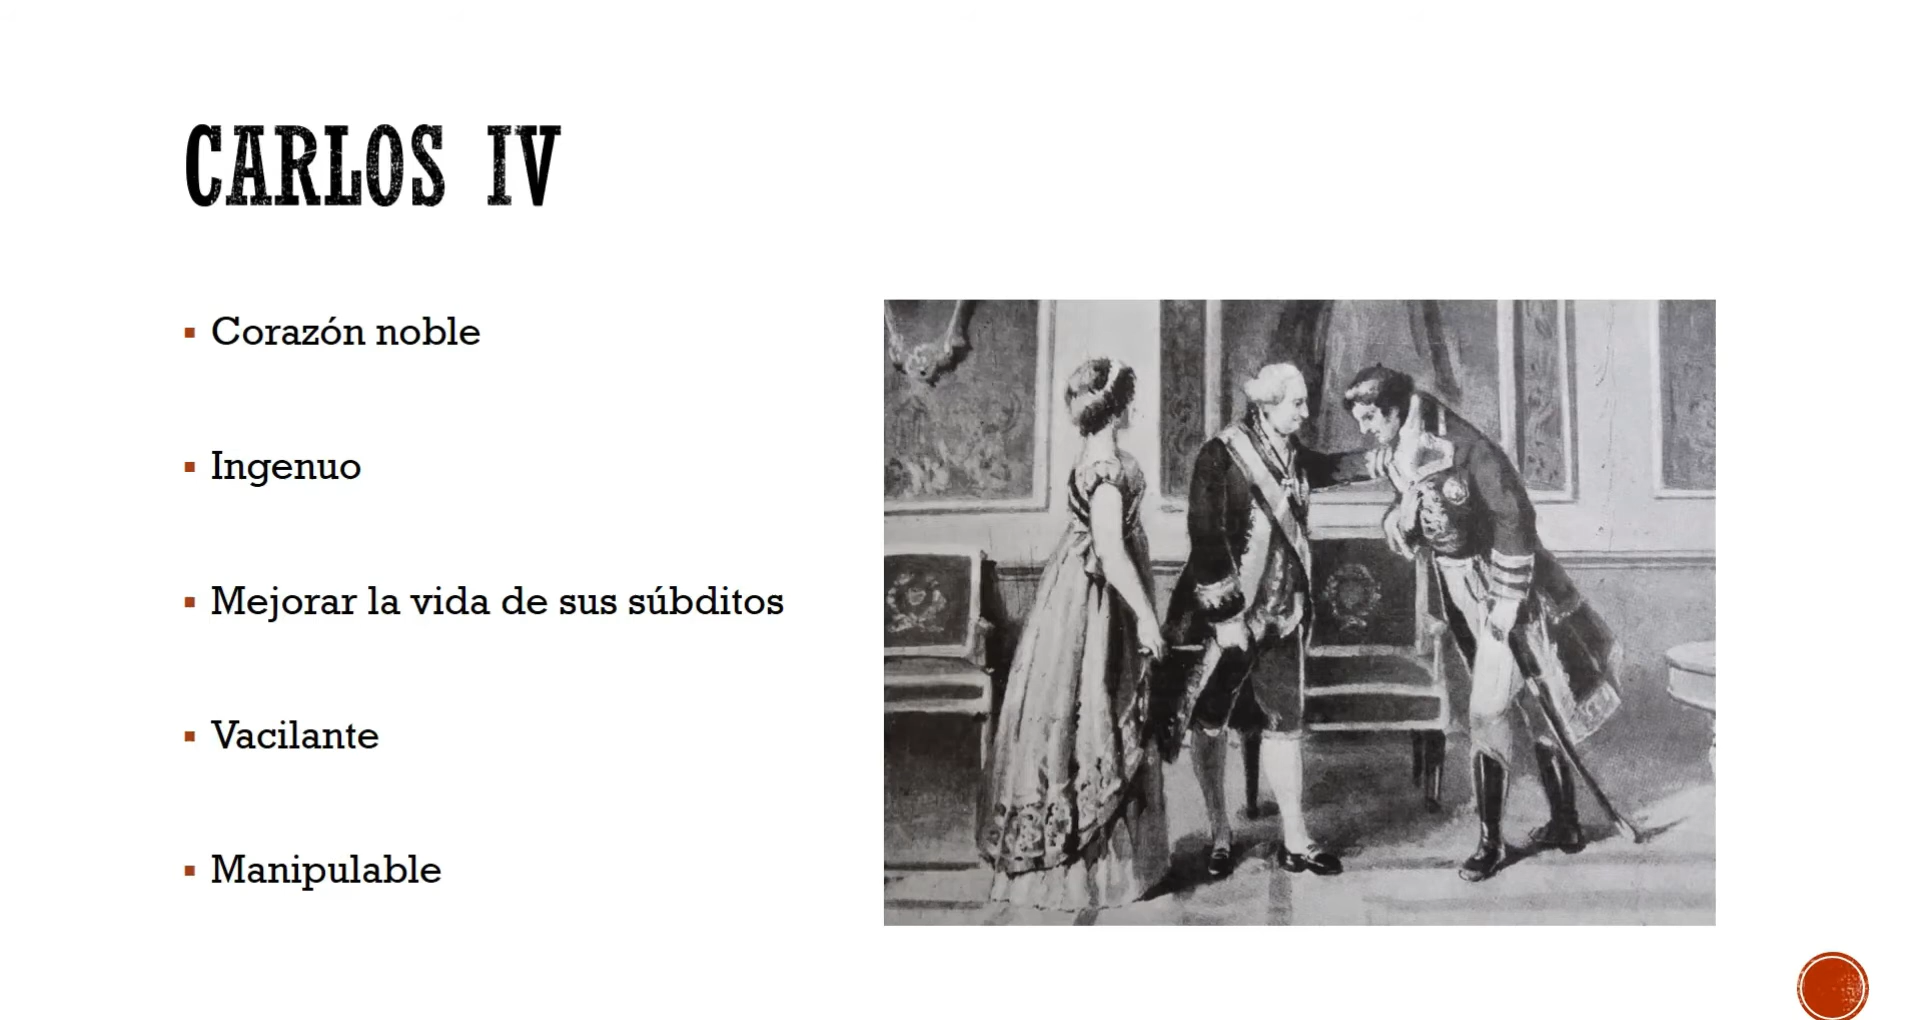 CARLOS IV
Corazón noble
Ingenuo
Mejorar la vida de sus súbditos
Vacilante
Manipulable